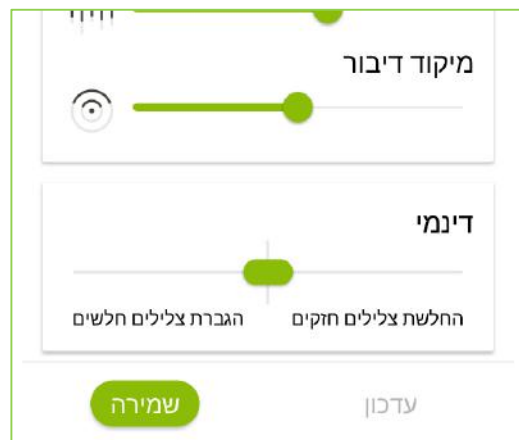 מיקוד דיבור
דינמי
החלשת צלילים חזקים
הגברת צלילים חלשים
עדכון
שמירה